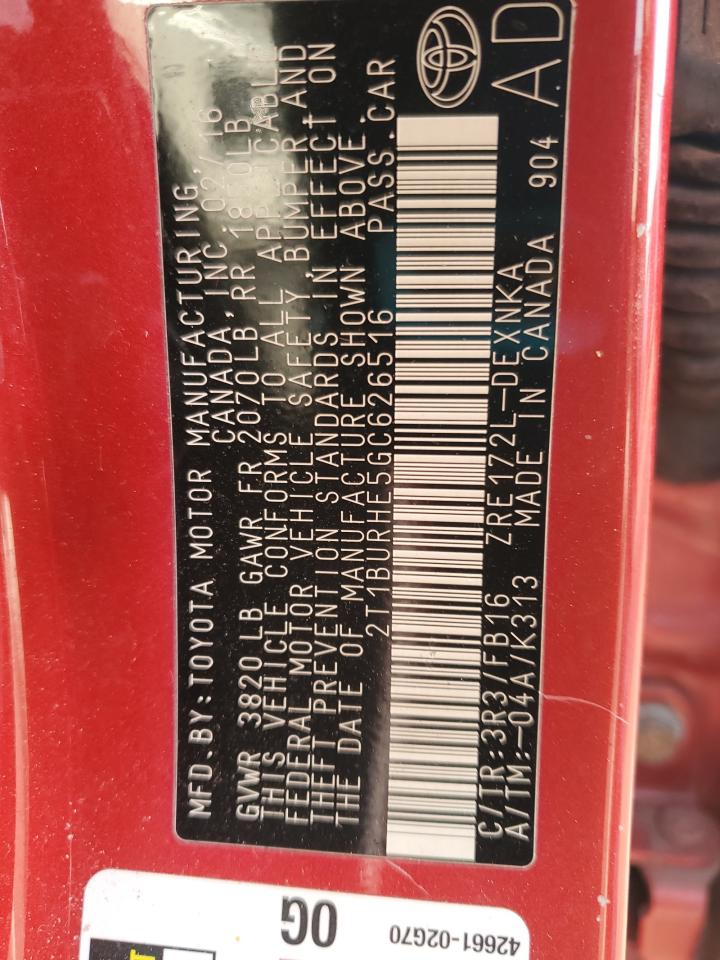 MFD.BY:TOYOTA MOTOR MANUFACTURING,
CANADA, INC 02/16
GVWR 3820 LB GAWR FR 2070LB RR 1850LB
THIS VEHICLE CONFORMS TO ALL APPLICABLE
FEDERAL MOTOR VEHICLE SAFETY,BUMPER,AND
THEFT PREVENTION STANDARDS IN EFFECT ON
THE DATE OF MANUFACTURE SHOWN ABOVE.
2T1BURHE5GC626516 PASS.CAR
C/TR:3R3/FB16 ZRE172L-DEXNKA
A/TM:-04A/K313 MADE IN CANADA 904
AD
0G
42661-02G70